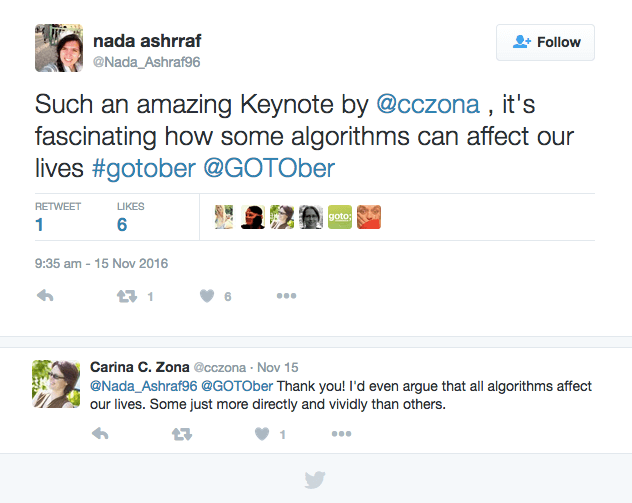 nada ashrraf
@Nada_Ashraf96
Follow
Such an amazing Keynote by @cczona , it's
fascinating how some algorithms can affect our
lives #gotober @GOTOber
RETWEET LIKES
1 6
goto;
9:35 am - 15 Nov 2016
1 6
Carina C. Zona @cczona · Nov 15
@Nada_Ashraf96 @GOTOber Thank you! I'd even argue that all algorithms affect
our lives. Some just more directly and vividly than others.
1